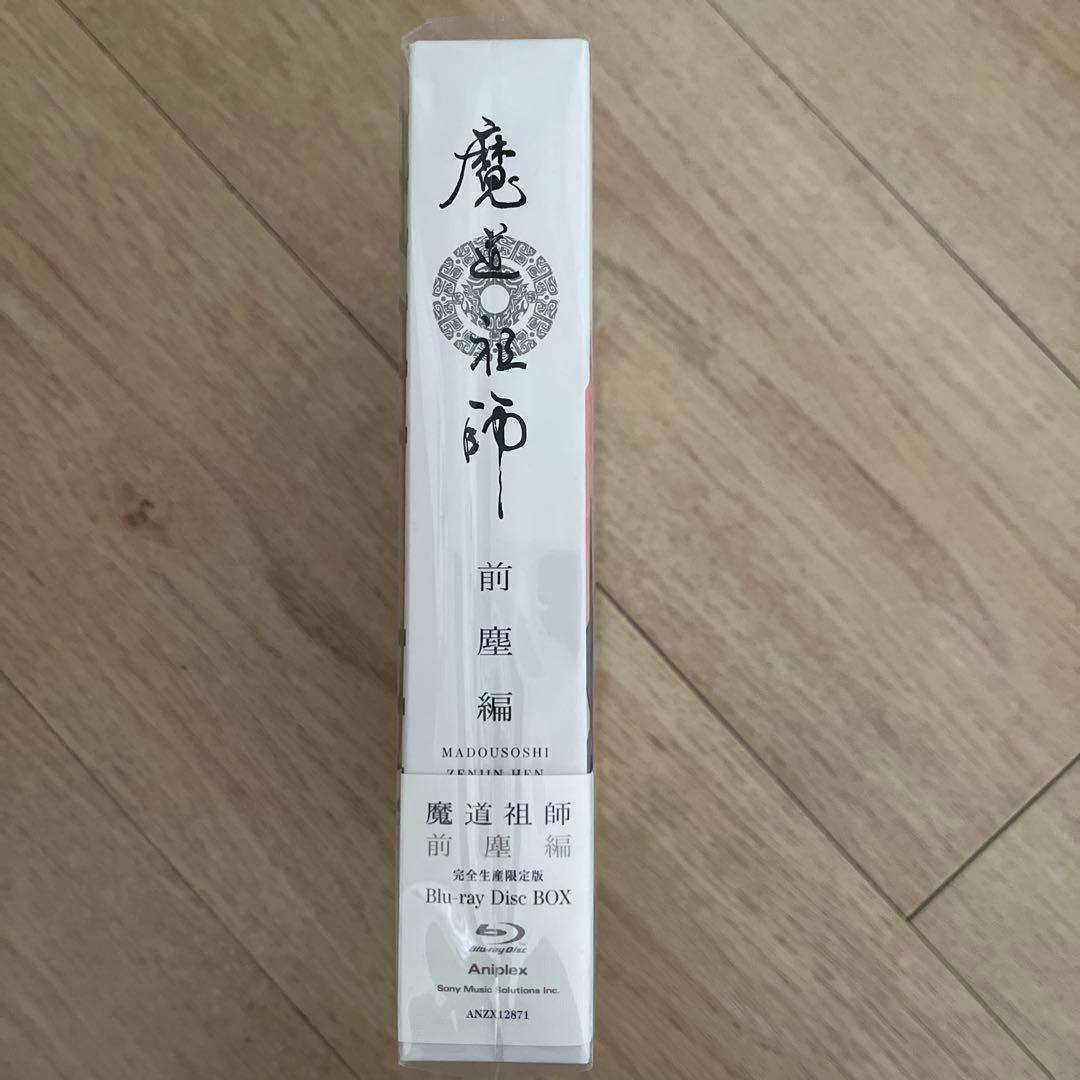 魔道祖師
前塵編
MADOUSOSHI
ZENJIN HEN
魔道祖師
前塵編
完全生産限定版
Blu-ray Disc BOX
Blu-ray Disc
Aniplex
Sony Music Solutions Inc.
ANZX12871